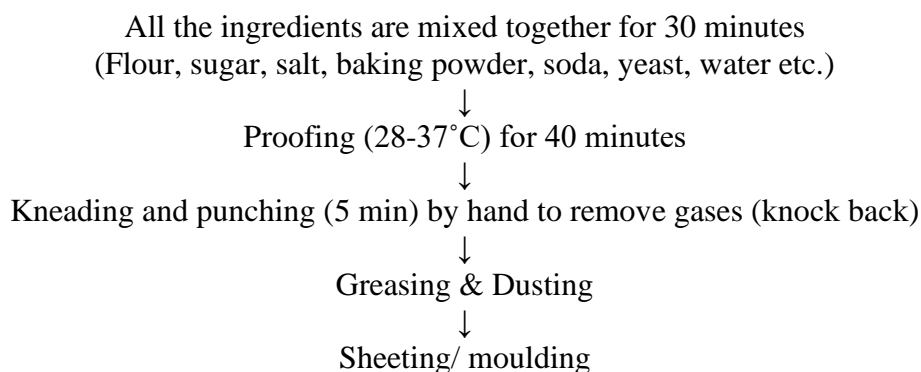 All the ingredients are mixed together for 30 minutes
(Flour, sugar, salt, baking powder, soda, yeast, water etc.)
↓
Proofing (28-37˚C) for 40 minutes
↓
Kneading and punching (5 min) by hand to remove gases (knock back)
↓
Greasing & Dusting
↓
Sheeting/ moulding